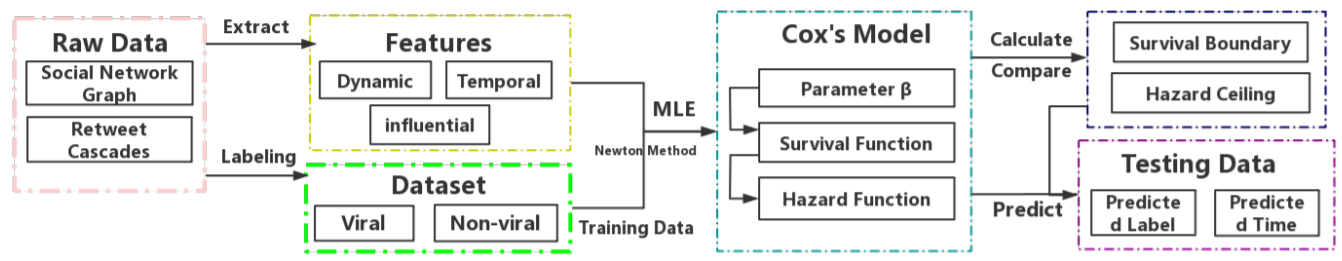 Raw Data
Social Network
Graph
Retweet
Cascades
Extract
Labeling
Features
Dynamic
Temporal
influential
Dataset
Viral
Non-viral
MLE
Newton Method
Training Data
Cox's Model
Parameter β
Survival Function
Hazard Function
Calculate
Compare
Predict
Survival Boundary
Hazard Ceiling
Testing Data
Predicte
d Label
Predicte
d Time